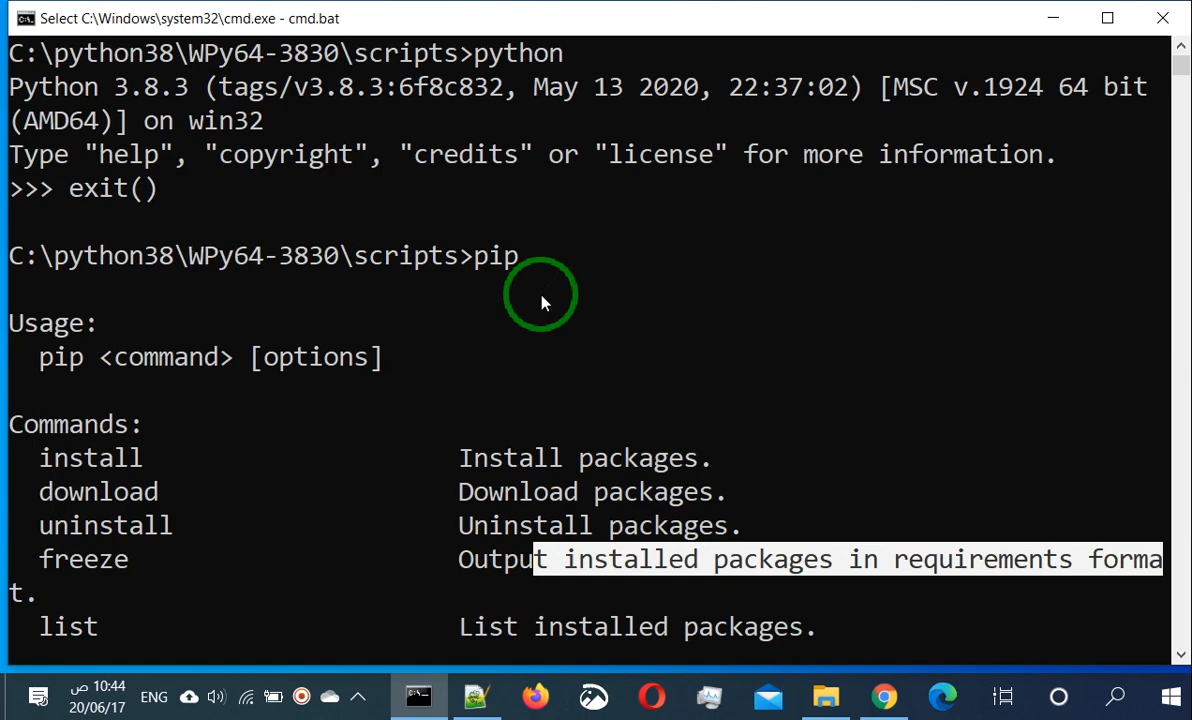 Select C:\Windows\system32\cmd.exe - cmd.bat
C:\python38\WPy64-3830\scripts>python
Python 3.8.3 (tags/v3.8.3:6f8c832, May 13 2020, 22:37:02) [MSC v.1924 64 bit
(AMD64)] on win32
Type "help", "copyright", "credits" or "license" for more information.
>>> exit()
C:\python38\WPy64-3830\scripts>pip
Usage:
pip <command> [options]
Commands:
install Install packages.
download Download packages.
uninstall Uninstall packages.
freeze Output installed packages in requirements forma
t.
list List installed packages.
10:44 ص
20/06/17
ENG